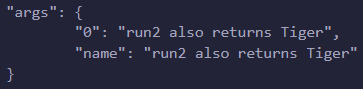 "args": {
"0": "run2 also returns Tiger",
"name": "run2 also returns Tiger"
}